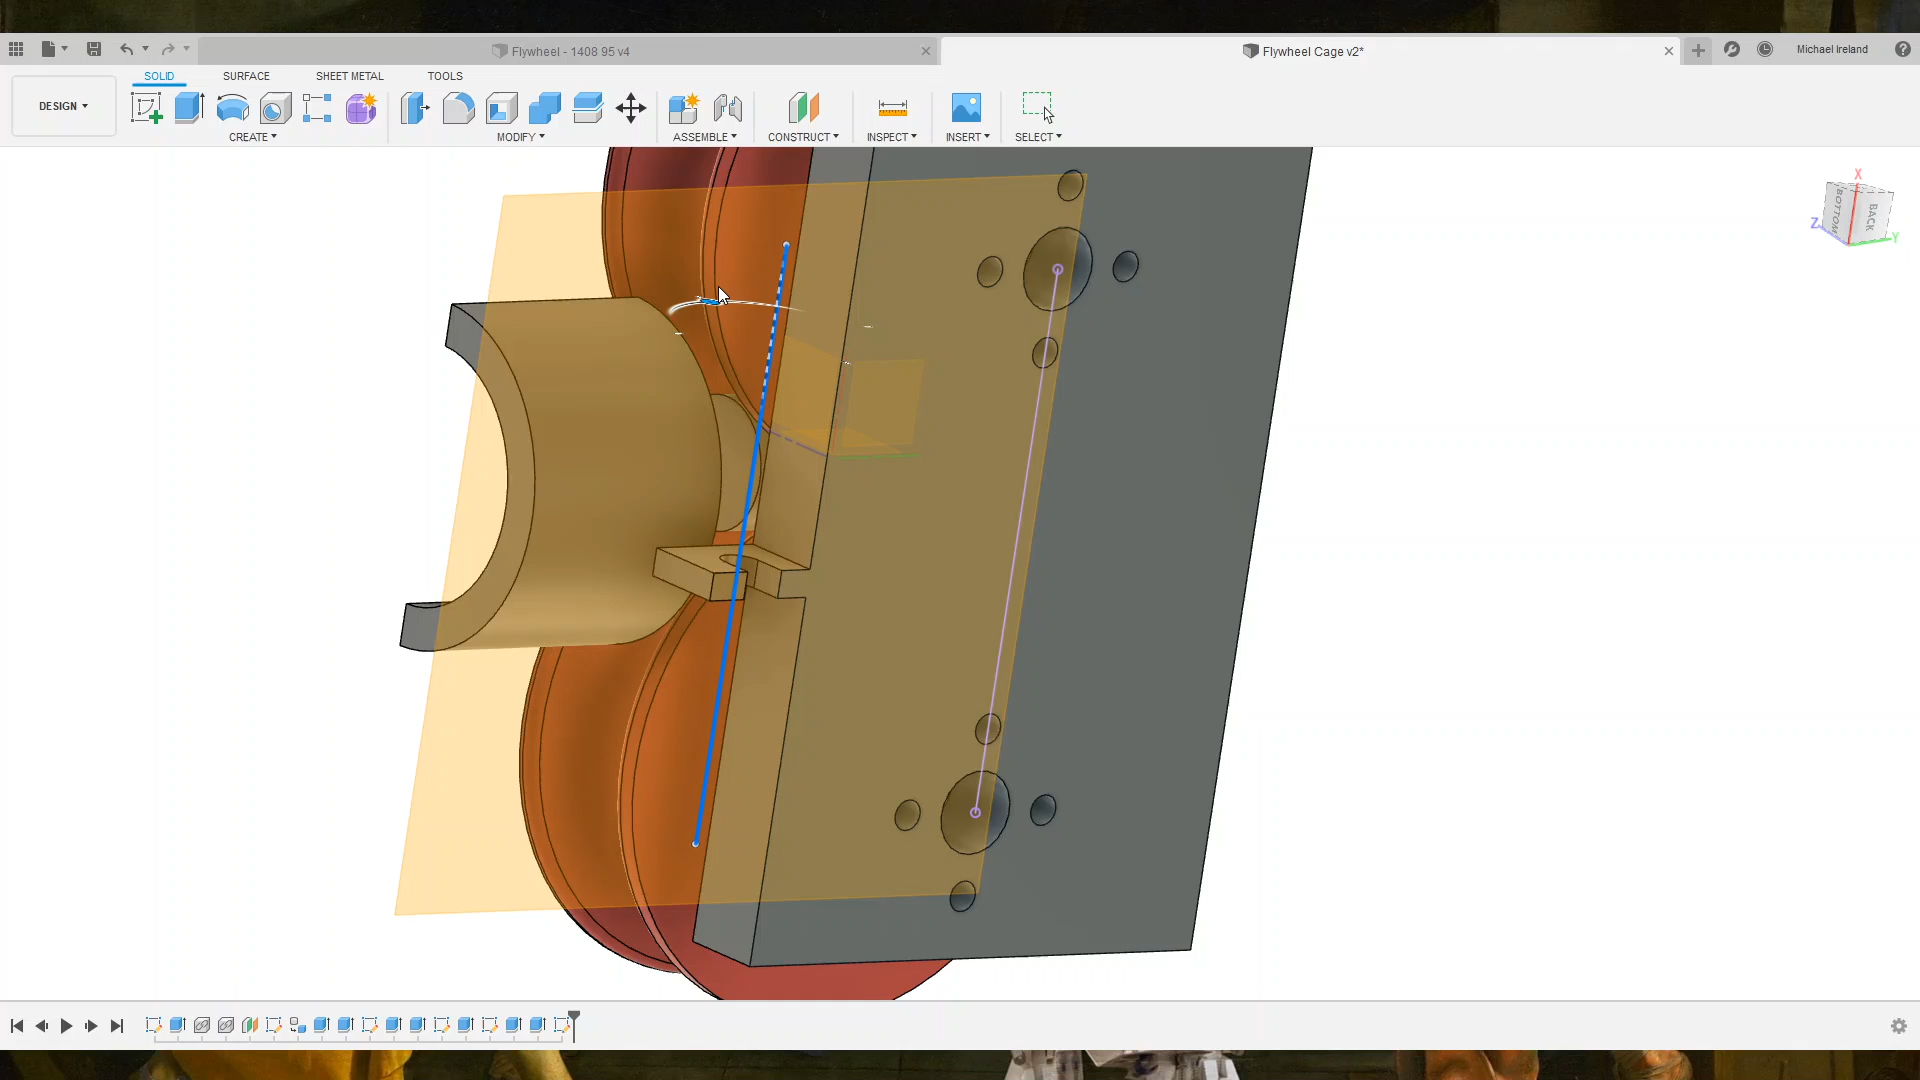 Flywheel - 1408 95 v4
Flywheel Cage v2*
Michael Ireland
DESIGN
SOLID
SURFACE
SHEET METAL
TOOLS
CREATE
MODIFY
ASSEMBLE
CONSTRUCT
INSPECT
INSERT
SELECT
X
BOTTOM
BACK
Z
Y